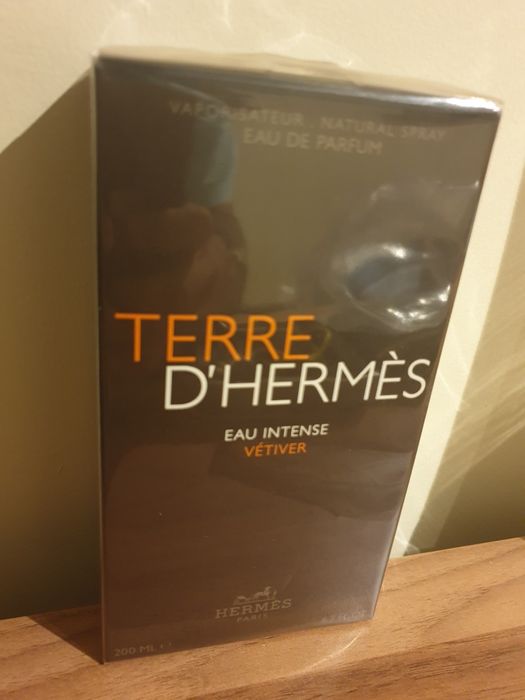 VAPORISATEUR . NATURAL SPRAY
EAU DE PARFUM
TERRE
D'HERMÈS
EAU INTENSE
VÉTIVER
HERMÈS
PARIS
200 ML e